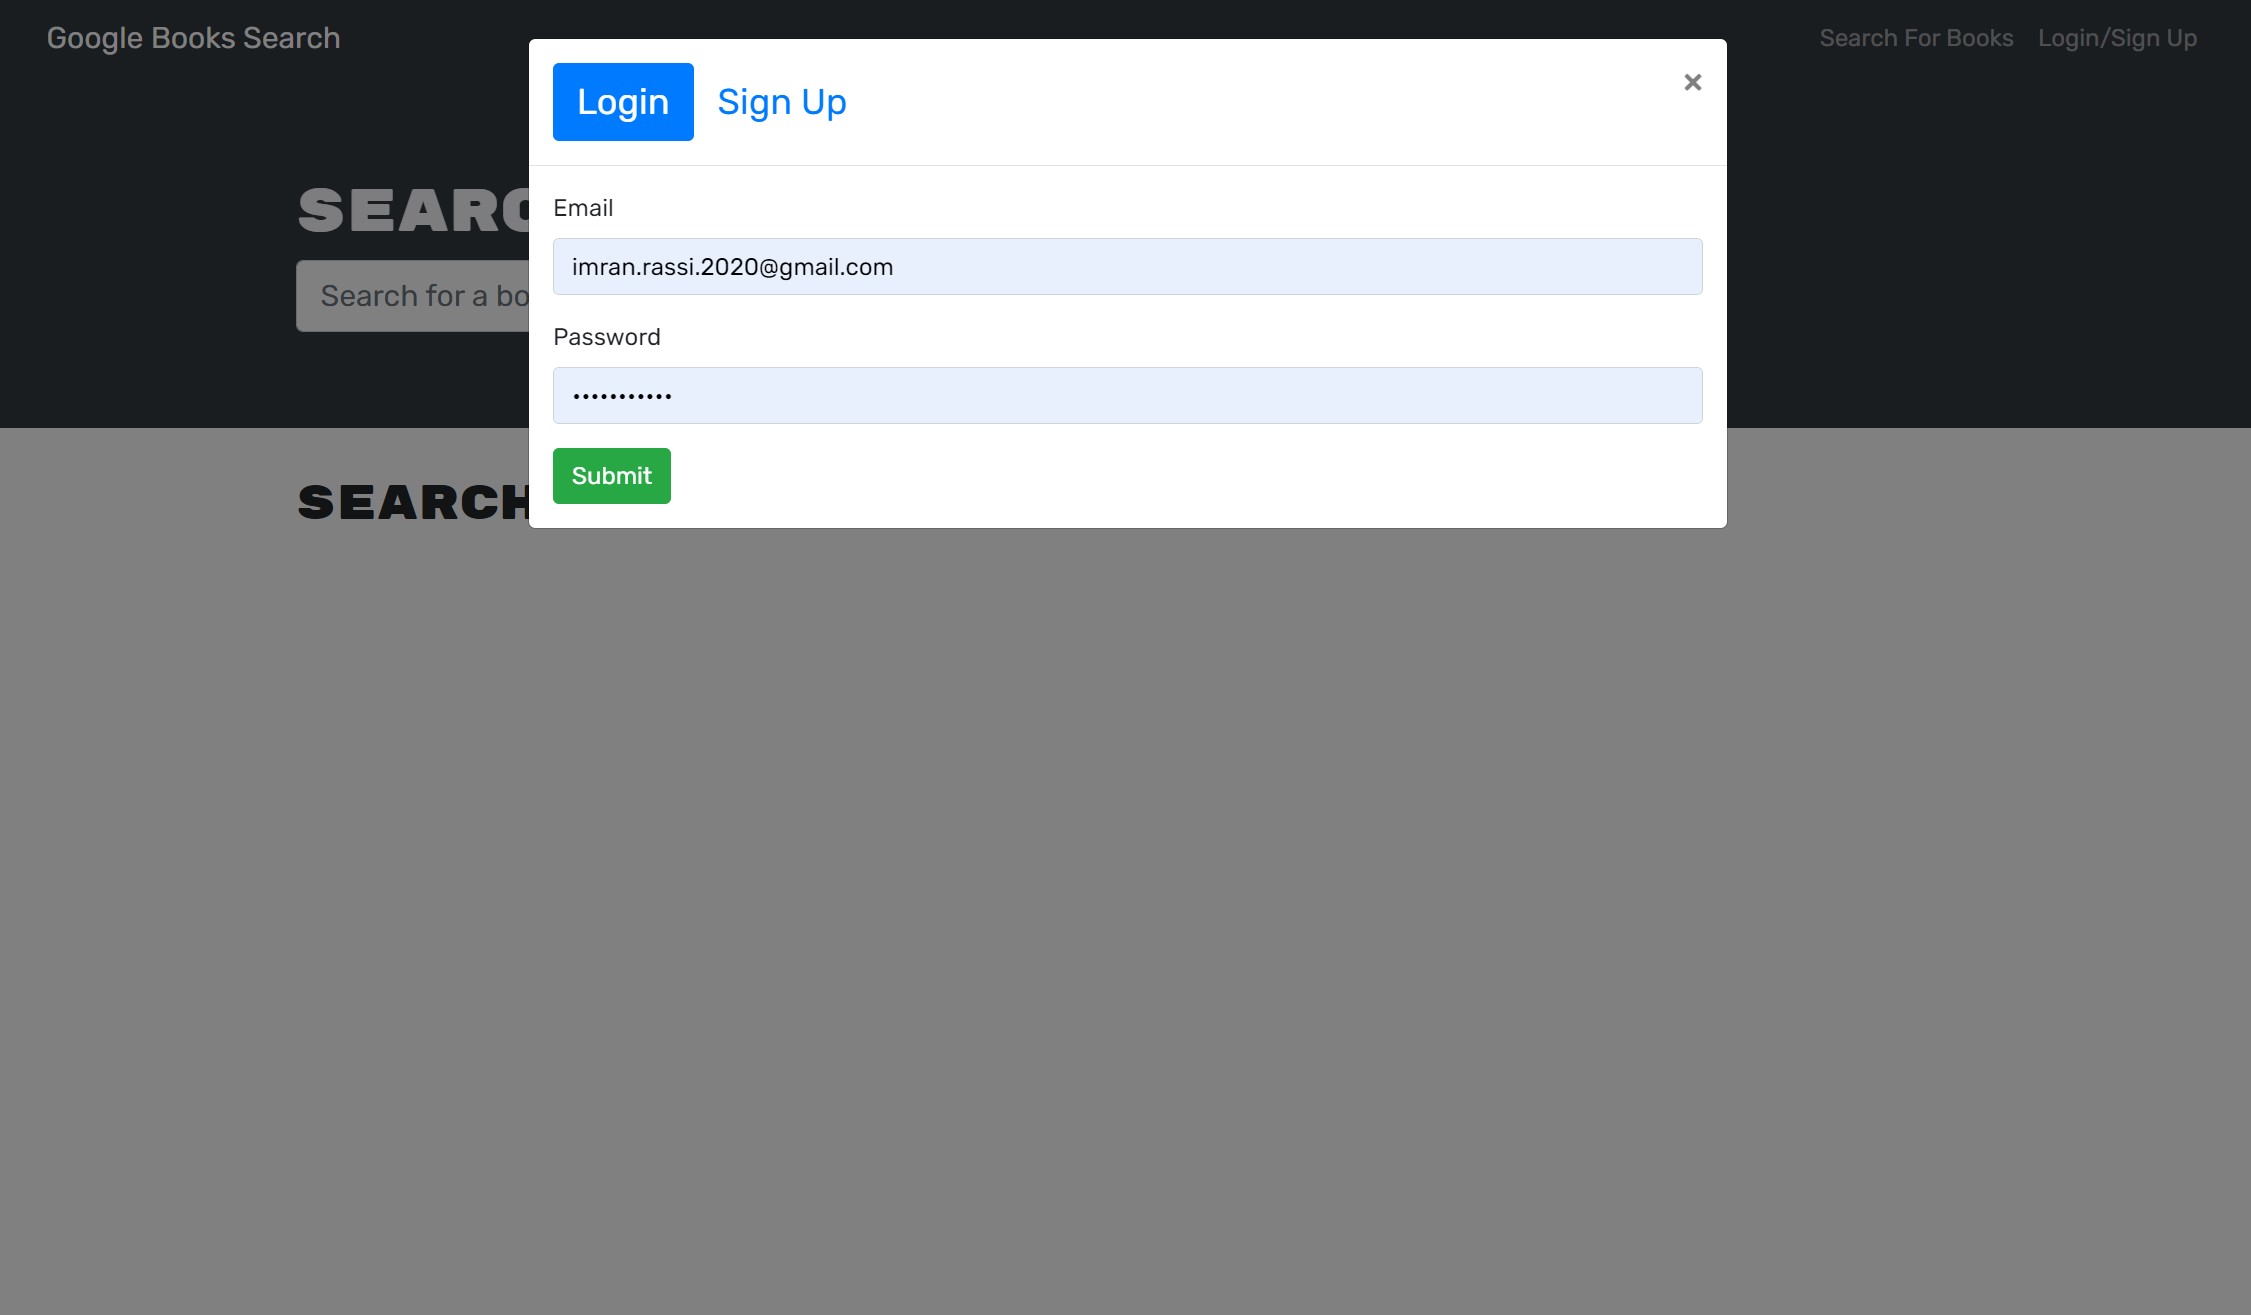 Google Books Search
Search For Books
Login/Sign Up
Login
Sign Up
×
Email
imran.rassi.2020@gmail.com
Password
•••••••••••
Submit
Search for a bo
SEARCH